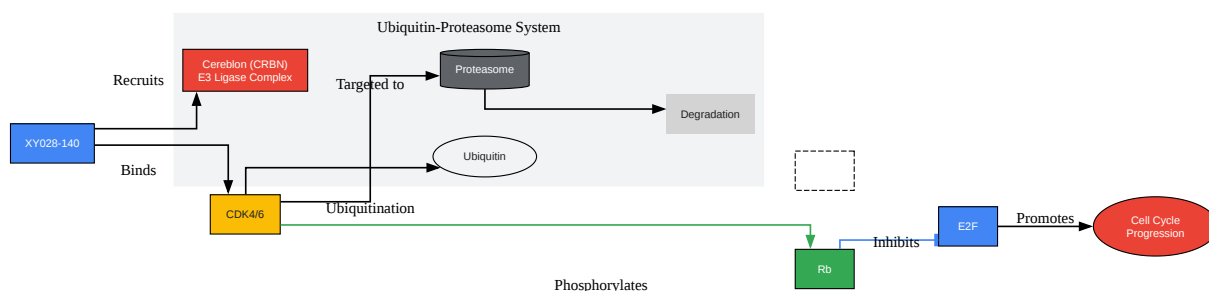 Ubiquitin-Proteasome System
Cereblon (CRBN)
E3 Ligase Complex
Proteasome
Recruits
Targeted to
Degradation
XY028-140
Ubiquitin
Binds
CDK4/6
Ubiquitination
Promotes
E2F
Cell Cycle
Progression
Inhibits
Rb
Phosphorylates